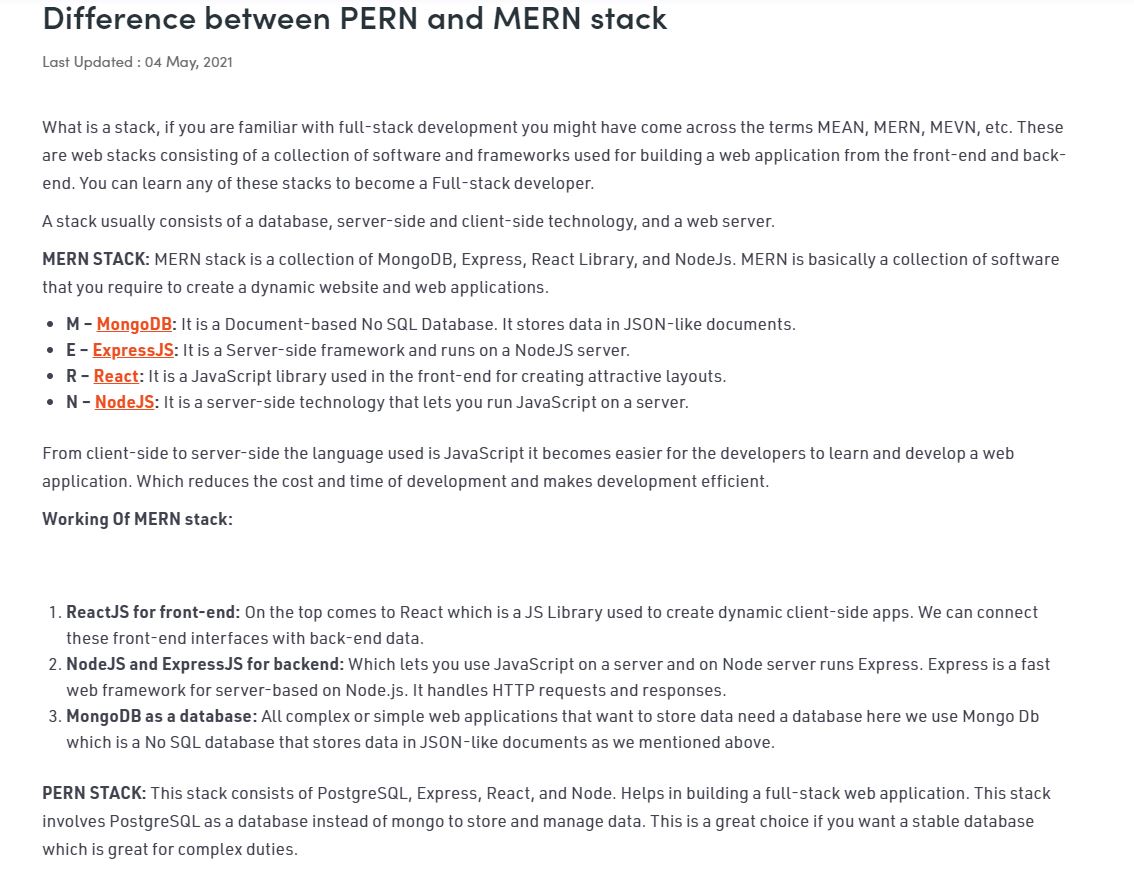 Difference between PERN and MERN stack
Last Updated : 04 May, 2021
What is a stack, if you are familiar with full-stack development you might have come across the terms MEAN, MERN, MEVN, etc. These
are web stacks consisting of a collection of software and frameworks used for building a web application from the front-end and back-
end. You can learn any of these stacks to become a Full-stack developer.
A stack usually consists of a database, server-side and client-side technology, and a web server.
MERN STACK: MERN stack is a collection of MongoDB, Express, React Library, and NodeJs. MERN is basically a collection of software
that you require to create a dynamic website and web applications.
• M – MongoDB: It is a Document-based No SQL Database. It stores data in JSON-like documents.
• E – ExpressJS: It is a Server-side framework and runs on a NodeJS server.
• R – React: It is a JavaScript library used in the front-end for creating attractive layouts.
• N – NodeJS: It is a server-side technology that lets you run JavaScript on a server.
From client-side to server-side the language used is JavaScript it becomes easier for the developers to learn and develop a web
application. Which reduces the cost and time of development and makes development efficient.
Working Of MERN stack:
1. ReactJS for front-end: On the top comes to React which is a JS Library used to create dynamic client-side apps. We can connect
these front-end interfaces with back-end data.
2. NodeJS and ExpressJS for backend: Which lets you use JavaScript on a server and on Node server runs Express. Express is a fast
web framework for server-based on Node.js. It handles HTTP requests and responses.
3. MongoDB as a database: All complex or simple web applications that want to store data need a database here we use Mongo Db
which is a No SQL database that stores data in JSON-like documents as we mentioned above.
PERN STACK: This stack consists of PostgreSQL, Express, React, and Node. Helps in building a full-stack web application. This stack
involves PostgreSQL as a database instead of mongo to store and manage data. This is a great choice if you want a stable database
which is great for complex duties.